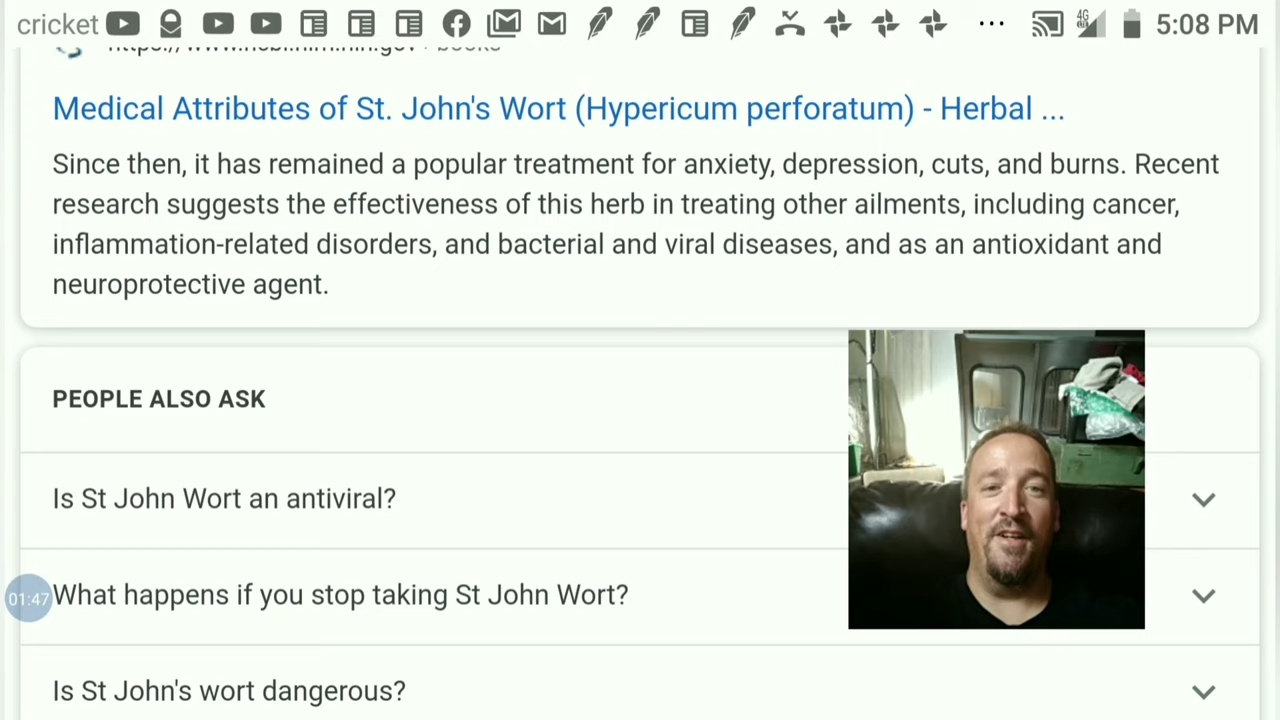 cricket
4G
5:08 PM
books
Medical Attributes of St. John's Wort (Hypericum perforatum) - Herbal ...
Since then, it has remained a popular treatment for anxiety, depression, cuts, and burns. Recent
research suggests the effectiveness of this herb in treating other ailments, including cancer,
inflammation-related disorders, and bacterial and viral diseases, and as an antioxidant and
neuroprotective agent.
PEOPLE ALSO ASK
Is St John Wort an antiviral?
01:47
What happens if you stop taking St John Wort?
Is St John's wort dangerous?